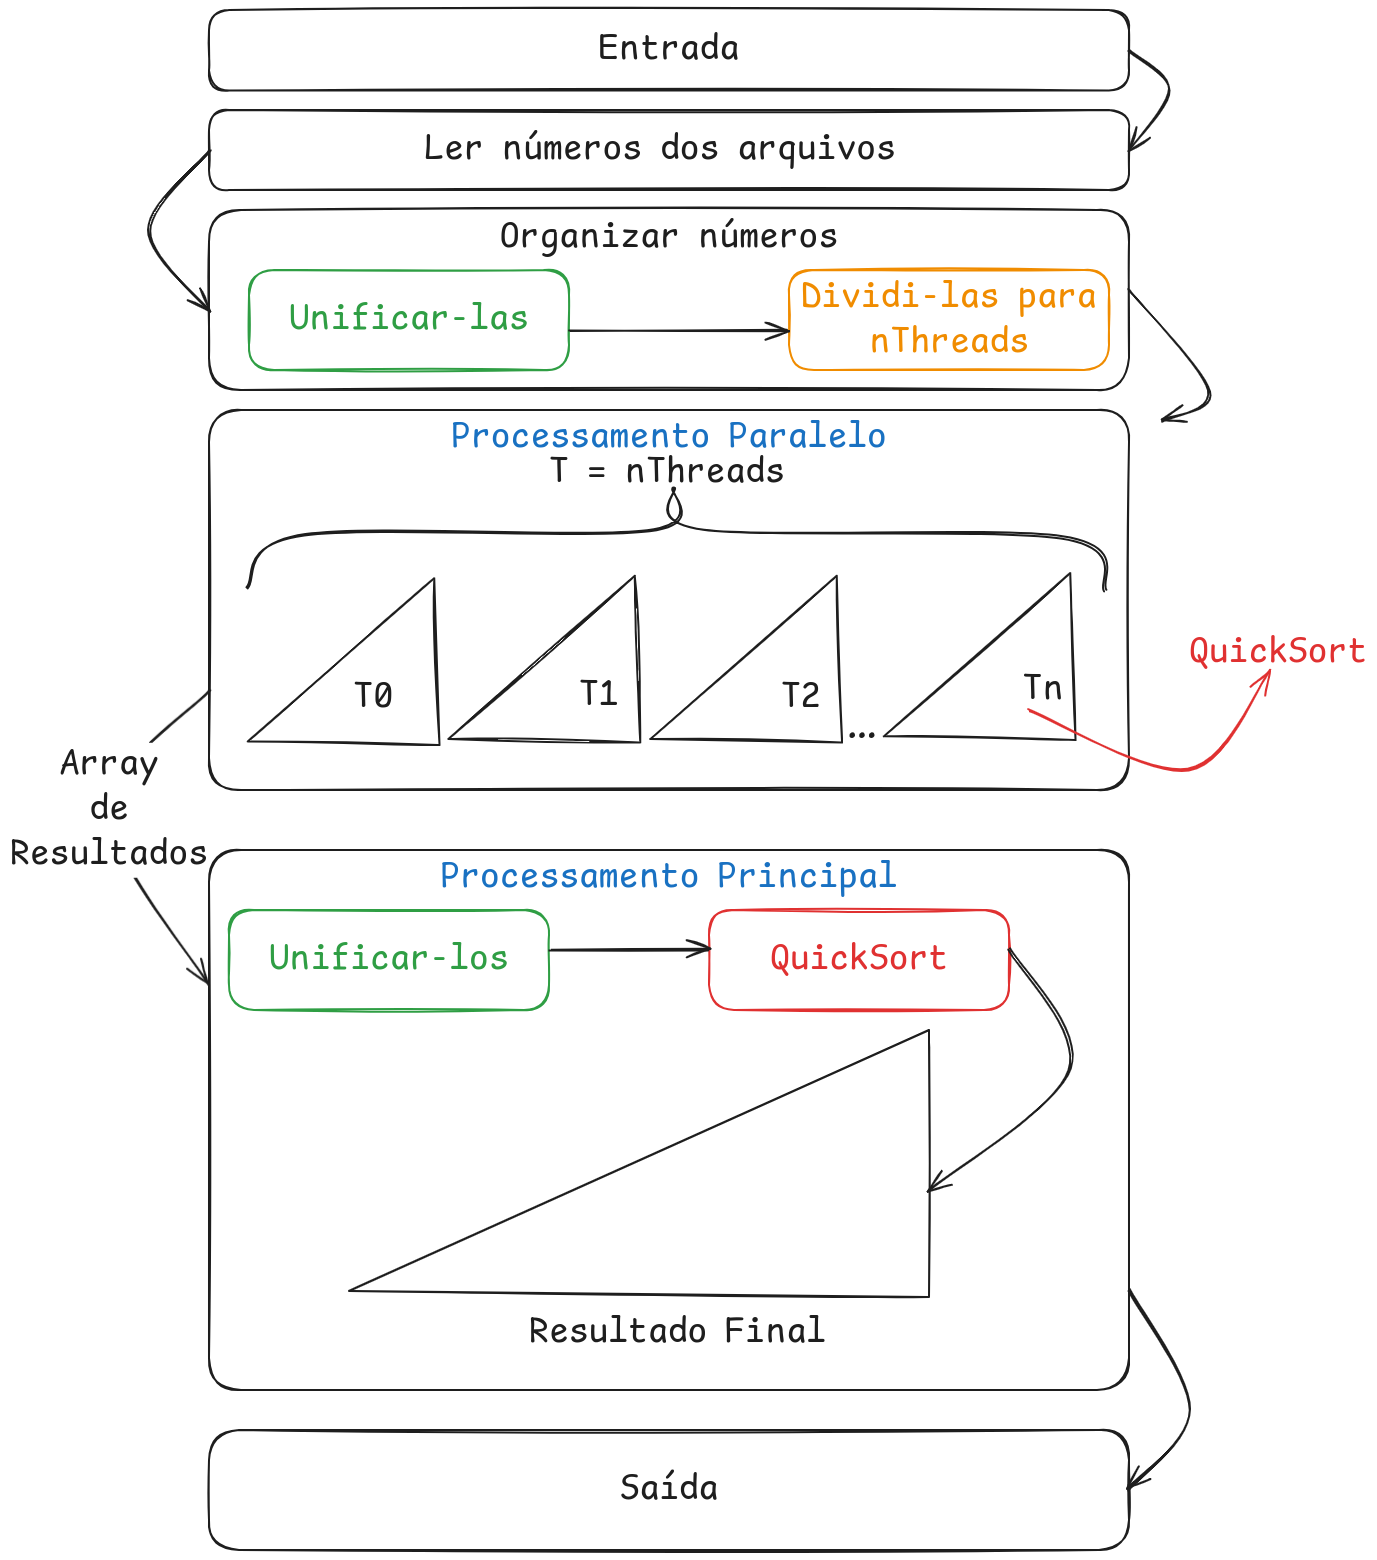 Entrada
Ler números dos arquivos
Organizar números
Unificar-las
Dividi-las para
nThreads
Processamento Paralelo
T = nThreads
T0
T1
T2
...
Tn
QuickSort
Array
de
Resultados
Processamento Principal
Unificar-los
QuickSort
Resultado Final
Saída